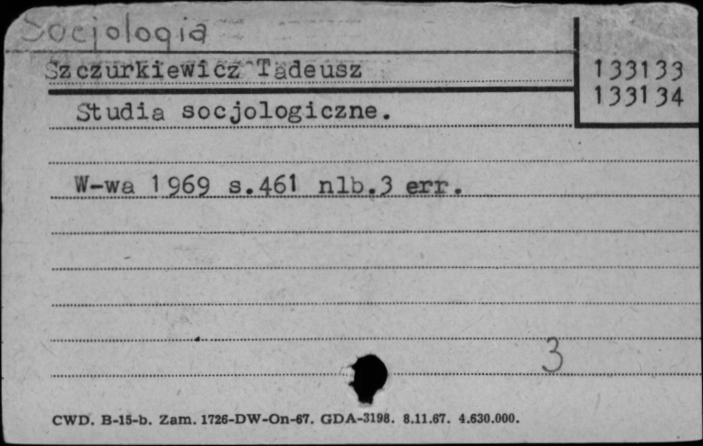 Socjologia
Szczurkiewicz Tadeusz
133133
133134
Studia socjologiczne.
W-wa 1969 s.461 nlb.3 err.
3
CWD. B-15-b. Zam. 1726-DW-On-67. GDA-3198. 8.11.67. 4.630.000.